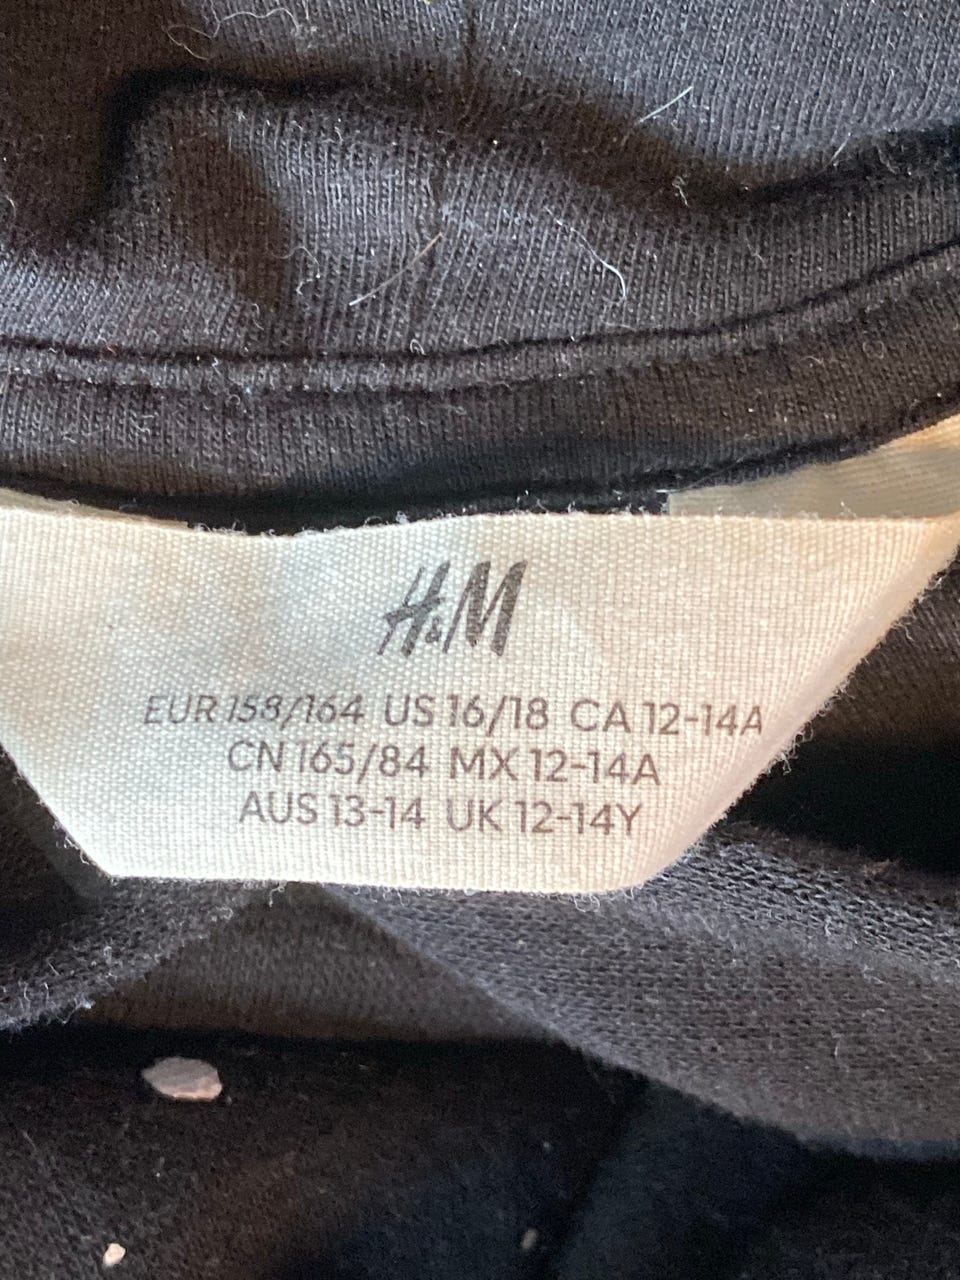 H&M
EUR 158/164 US 16/18 CA 12-14A
CN 165/84 MX 12-14A
AUS 13-14 UK 12-14Y